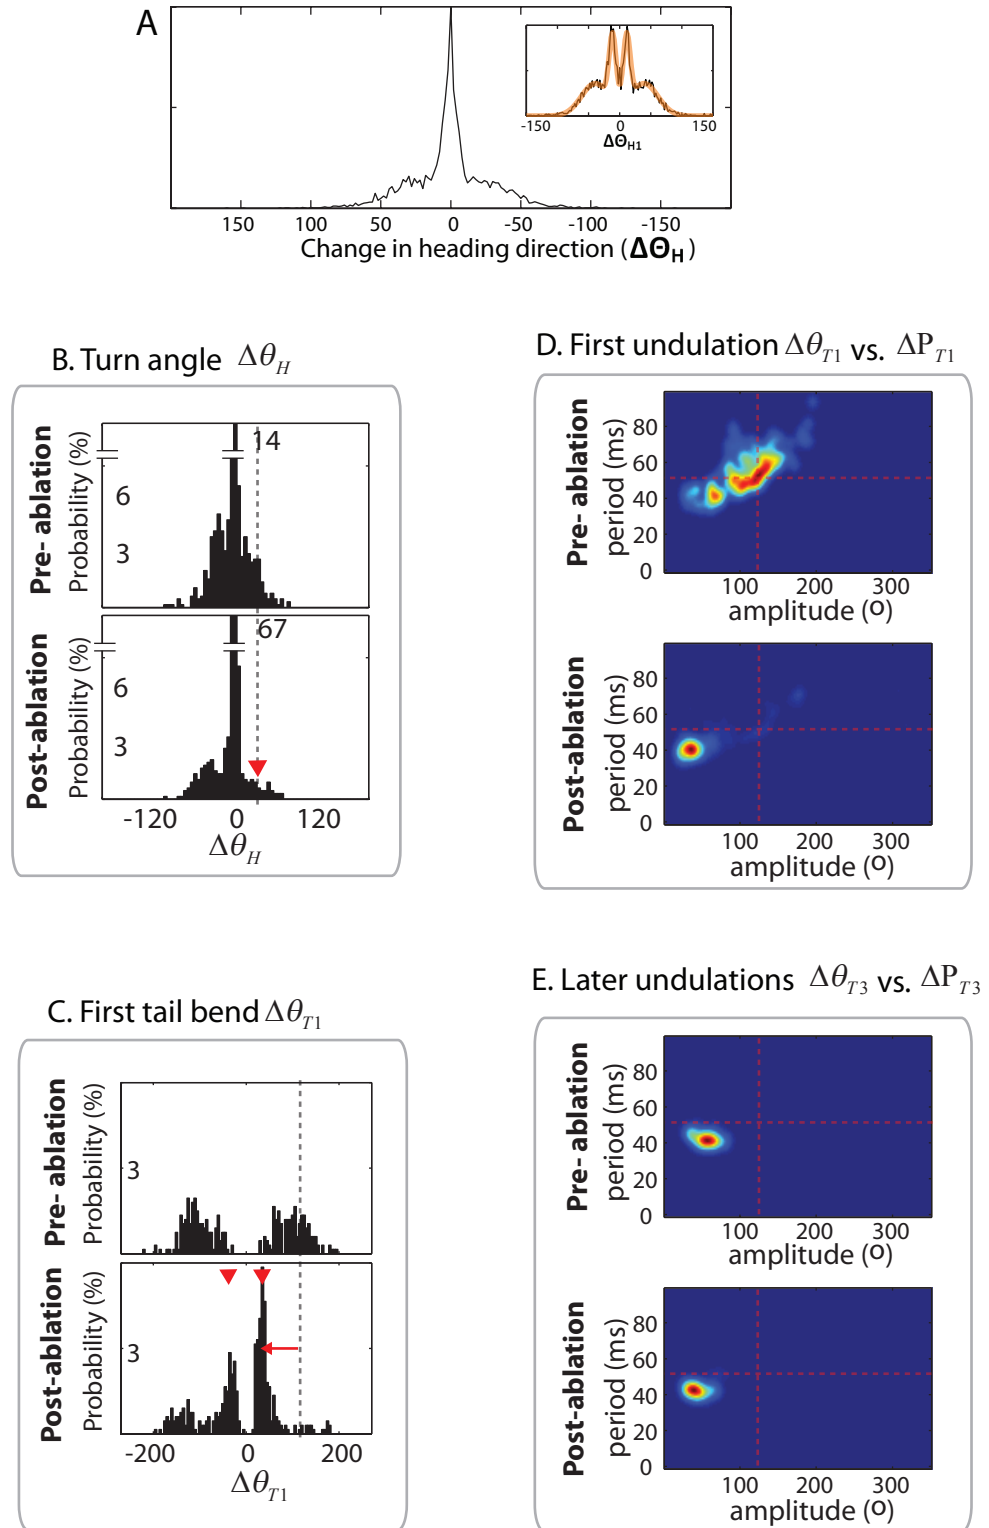 A
-150 0 150
ΔΘH1
150 100 50 0 -50 -100 -150
Change in heading direction (ΔΘH)
B. Turn angle ΔθH
Pre- ablation
Probability (%)
14
6
3
Post-ablation
Probability (%)
67
6
3
-120 0 120
ΔθH
C. First tail bend ΔθT1
Pre- ablation
Probability (%)
3
Post-ablation
Probability (%)
3
-200 0 200
ΔθT1
D. First undulation ΔθT1 vs. ΔPT1
Pre- ablation
period (ms)
80
60
40
20
0
100 200 300
amplitude (o)
Post-ablation
period (ms)
80
60
40
20
0
100 200 300
amplitude (o)
E. Later undulations ΔθT3 vs. ΔPT3
Pre- ablation
period (ms)
80
60
40
20
0
100 200 300
amplitude (o)
Post-ablation
period (ms)
80
60
40
20
0
100 200 300
amplitude (o)